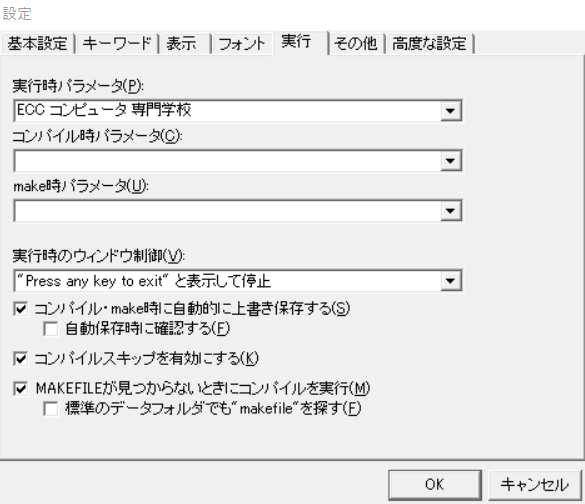 設定
基本設定 キーワード 表示 フォント 実行 その他 高度な設定
実行時パラメータ(P):
ECC コンピュータ 専門学校
コンパイル時パラメータ(C):
make時パラメータ(U):
実行時のウィンドウ制御(V):
"Press any key to exit" と表示して停止
コンパイル・make時に自動的に上書き保存する(S)
自動保存時に確認する(F)
コンパイルスキップを有効にする(K)
MAKEFILEが見つからないときにコンパイルを実行(M)
標準のデータフォルダでも"makefile"を探す(F)
OK キャンセル